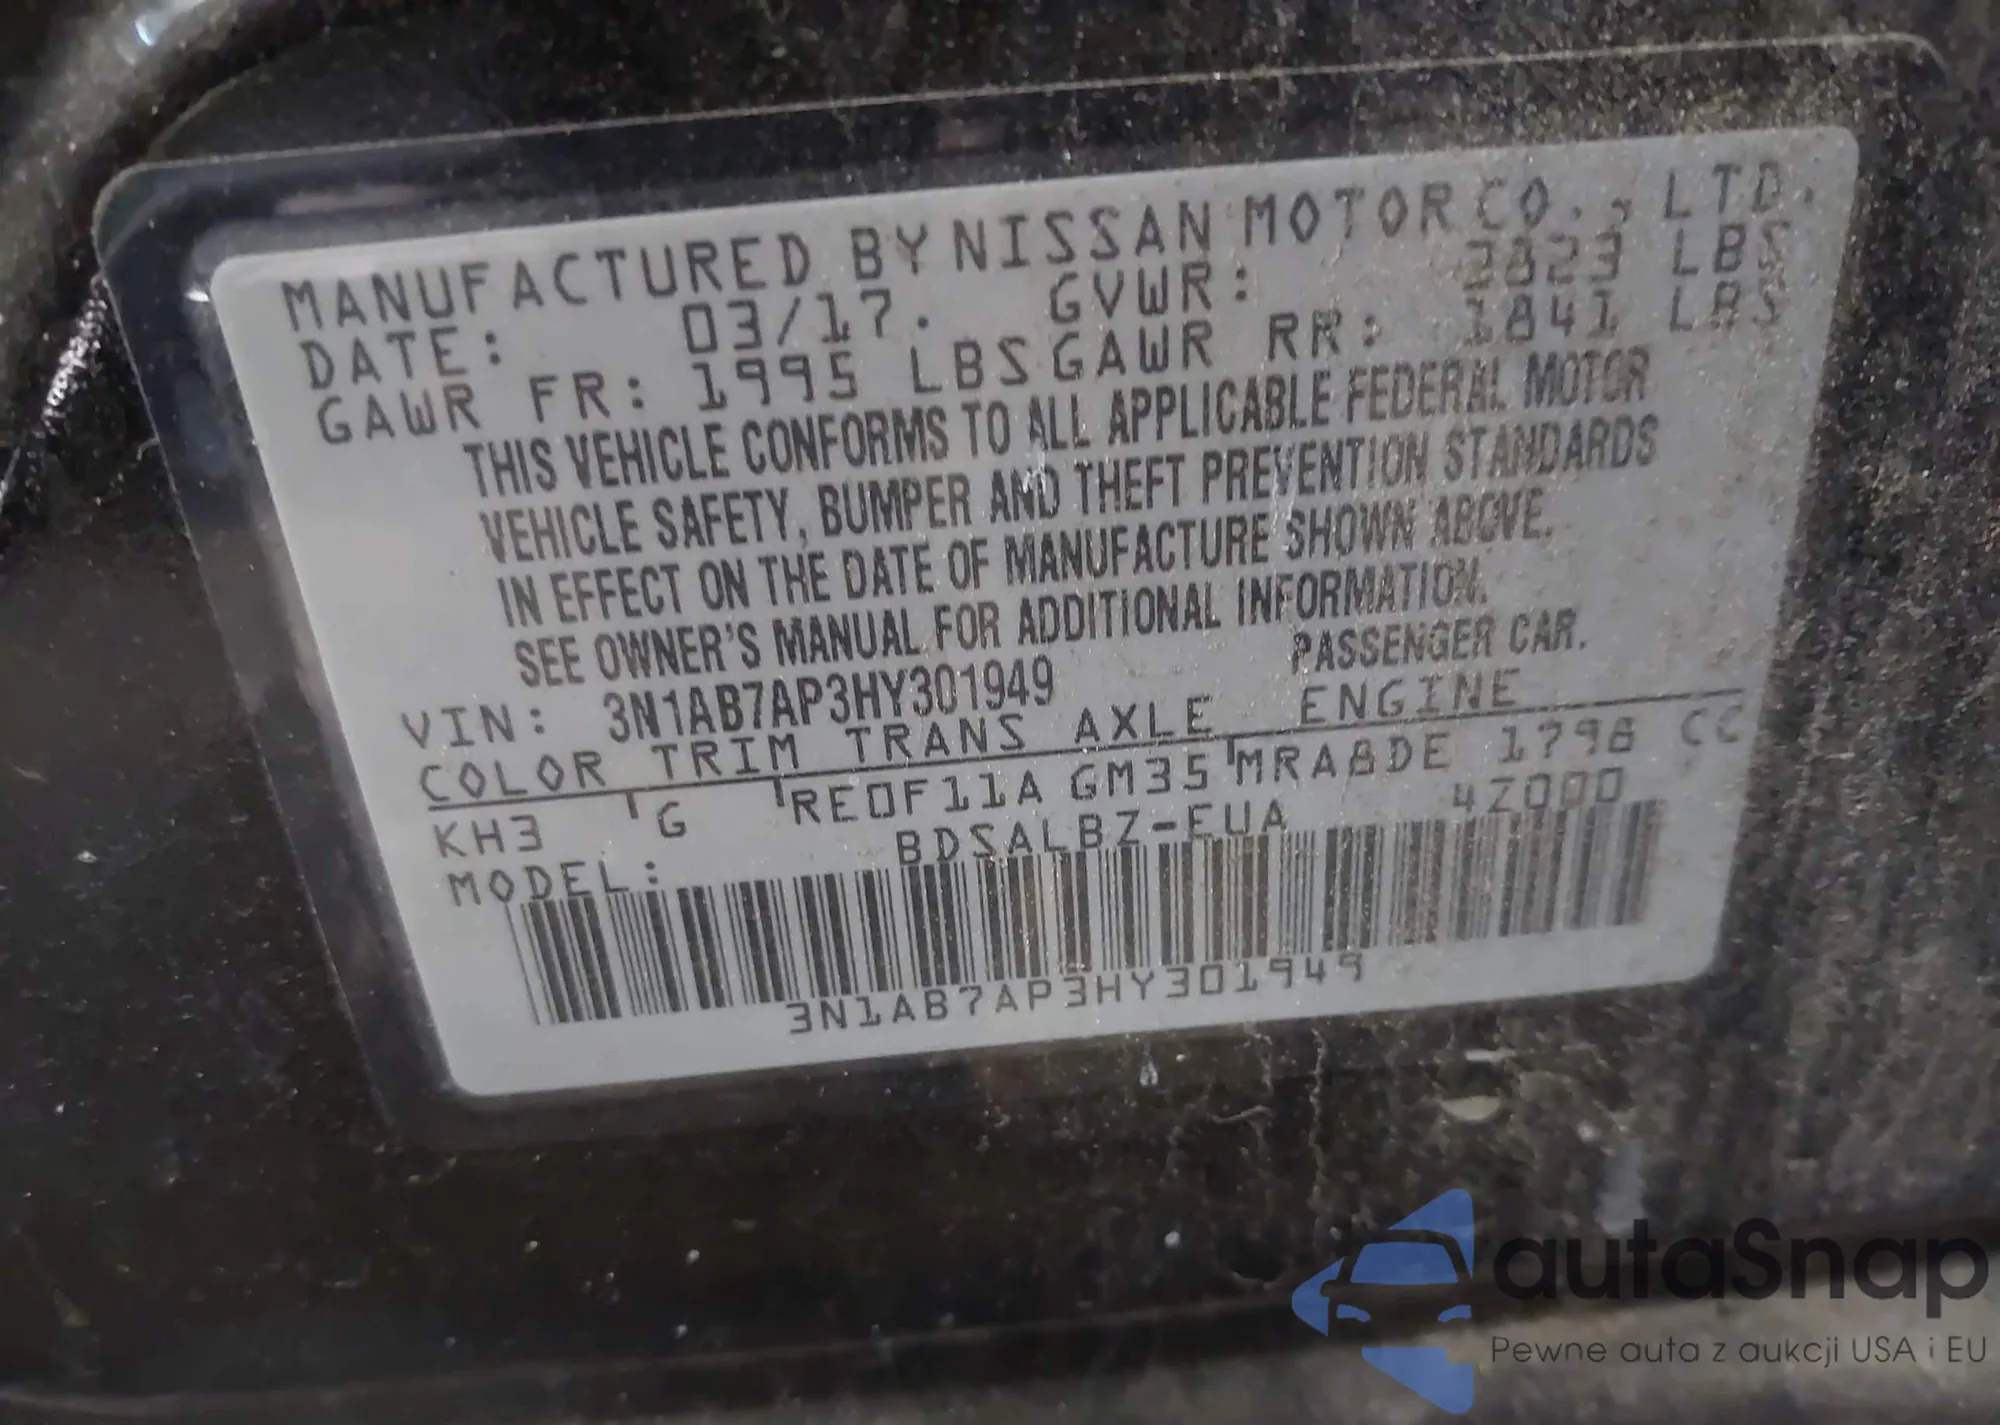 MANUFACTURED BY NISSAN MOTOR CO., LTD.
DATE: 03/17. GVWR: 3823 LBS
GAWR FR: 1995 LBS GAWR RR: 1841 LBS
THIS VEHICLE CONFORMS TO ALL APPLICABLE FEDERAL MOTOR
VEHICLE SAFETY, BUMPER AND THEFT PREVENTION STANDARDS
IN EFFECT ON THE DATE OF MANUFACTURE SHOWN ABOVE.
SEE OWNER'S MANUAL FOR ADDITIONAL INFORMATION.
VIN: 3N1AB7AP3HY301949 PASSENGER CAR.
COLOR TRIM TRANS AXLE ENGINE
KH3 G RE0F11A GM35 MRA8DE 1798 CC
MODEL: BDSALBZ-EUA 4Z000
3N1AB7AP3HY301949
autaSnap
Pewne auta z aukcji USA i EU